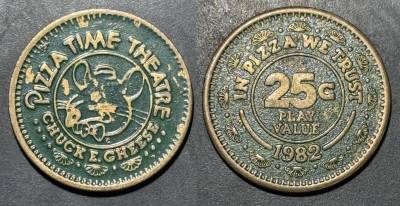 PIZZA TIME THEATRE
CHUCK E. CHEESE
IN PIZZA WE TRUST
25¢
PLAY
VALUE
1982